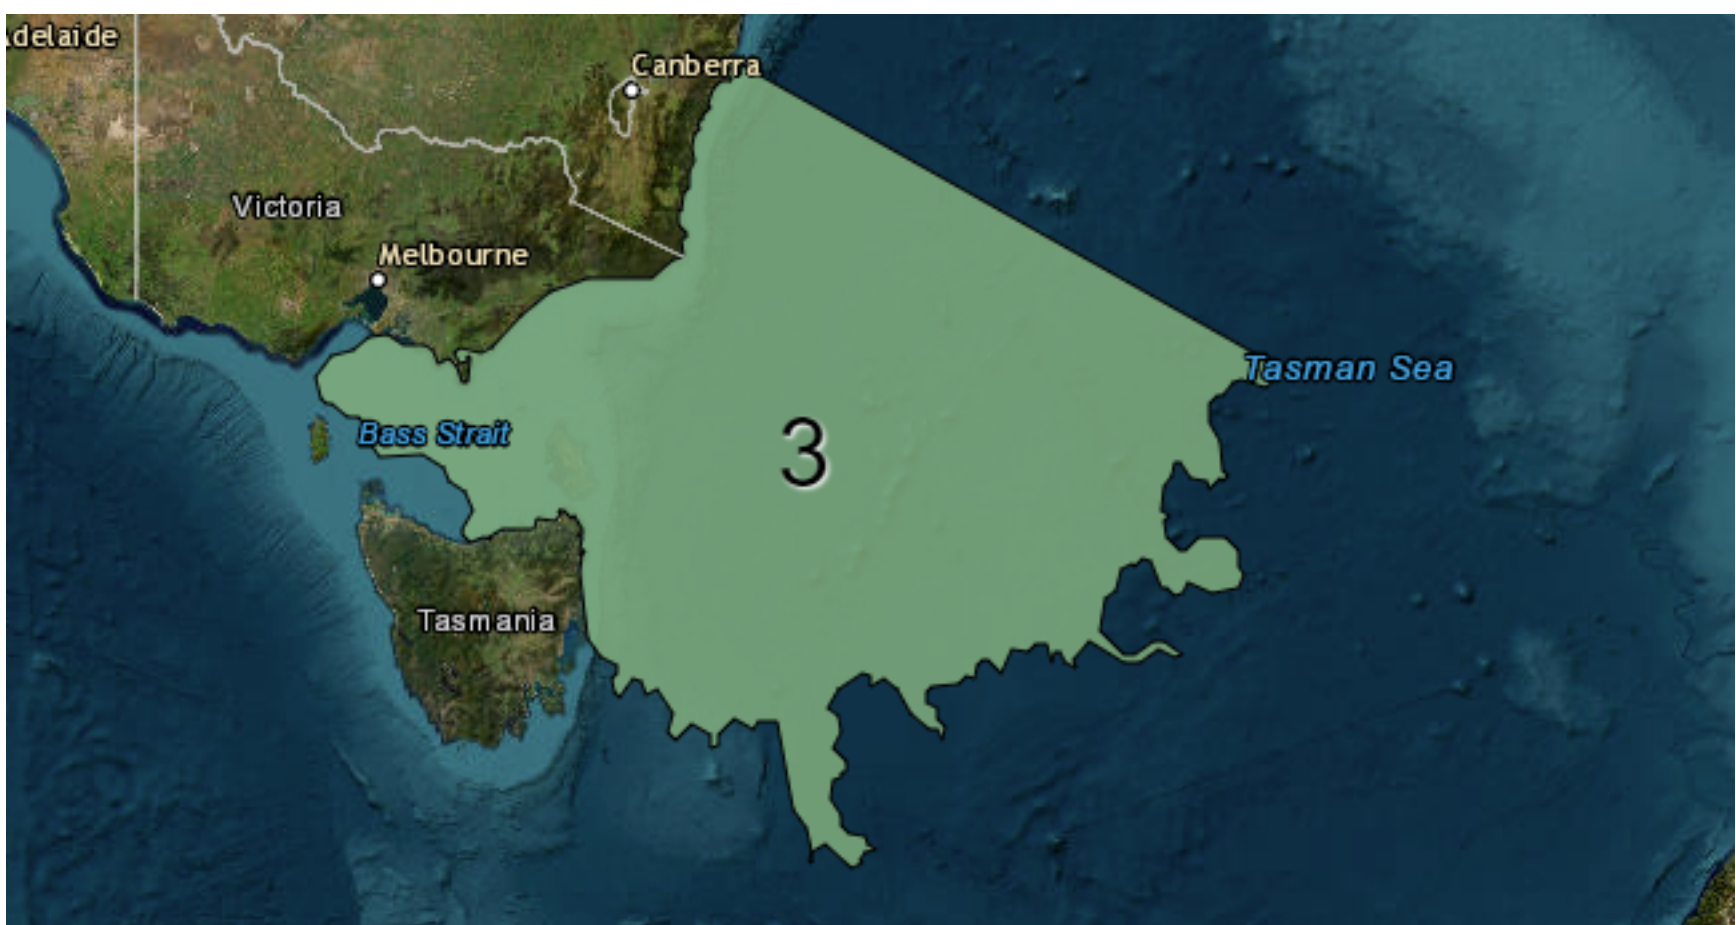 delaide
Canberra
Victoria
Melbourne
Tasman Sea
3
Bass Strait
Tasmania